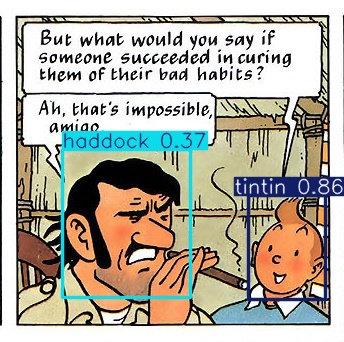 But what would you say if
someone succeeded in curing
them of their bad habits?
Ah, that's impossible,
amigo
haddock 0.37
tintin 0.86